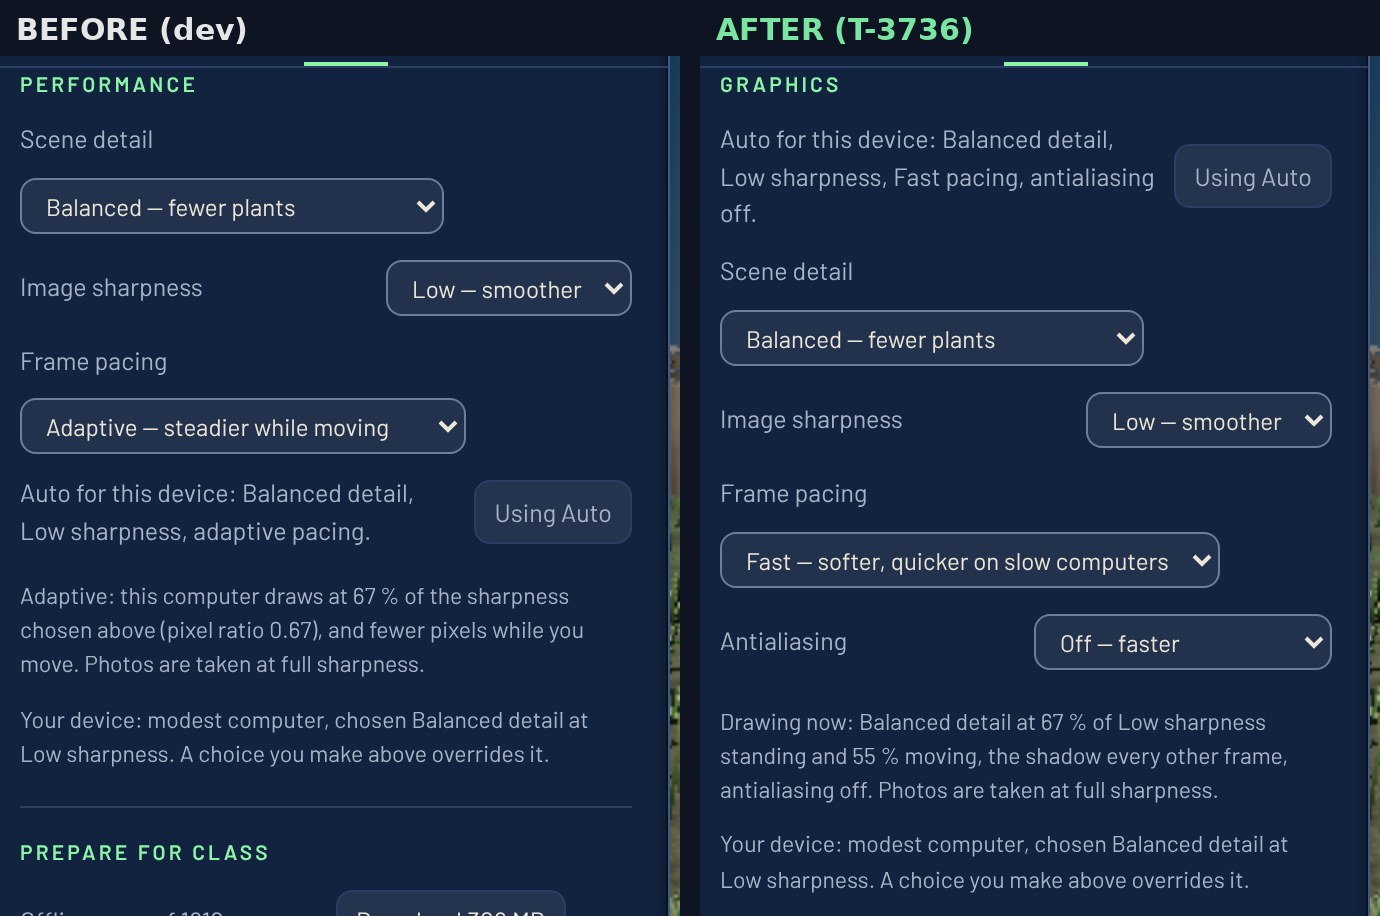 BEFORE (dev)
PERFORMANCE
Scene detail
Balanced — fewer plants
Image sharpness
Low — smoother
Frame pacing
Adaptive — steadier while moving
Auto for this device: Balanced detail,
Low sharpness, adaptive pacing.
Using Auto
Adaptive: this computer draws at 67 % of the sharpness
chosen above (pixel ratio 0.67), and fewer pixels while you
move. Photos are taken at full sharpness.
Your device: modest computer, chosen Balanced detail at
Low sharpness. A choice you make above overrides it.
PREPARE FOR CLASS
AFTER (T-3736)
GRAPHICS
Auto for this device: Balanced detail,
Low sharpness, Fast pacing, antialiasing
off.
Using Auto
Scene detail
Balanced — fewer plants
Image sharpness
Low — smoother
Frame pacing
Fast — softer, quicker on slow computers
Antialiasing
Off — faster
Drawing now: Balanced detail at 67 % of Low sharpness
standing and 55 % moving, the shadow every other frame,
antialiasing off. Photos are taken at full sharpness.
Your device: modest computer, chosen Balanced detail at
Low sharpness. A choice you make above overrides it.